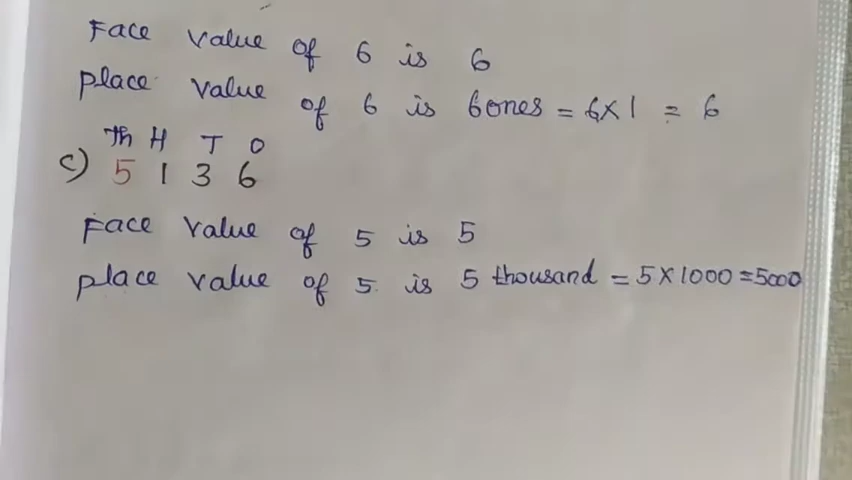 Face value of 6 is 6
place value of 6 is 6ones = 6×1 = 6
Th H T O
c) 5 1 3 6
Face value of 5 is 5
place value of 5 is 5 thousand = 5×1000=5000